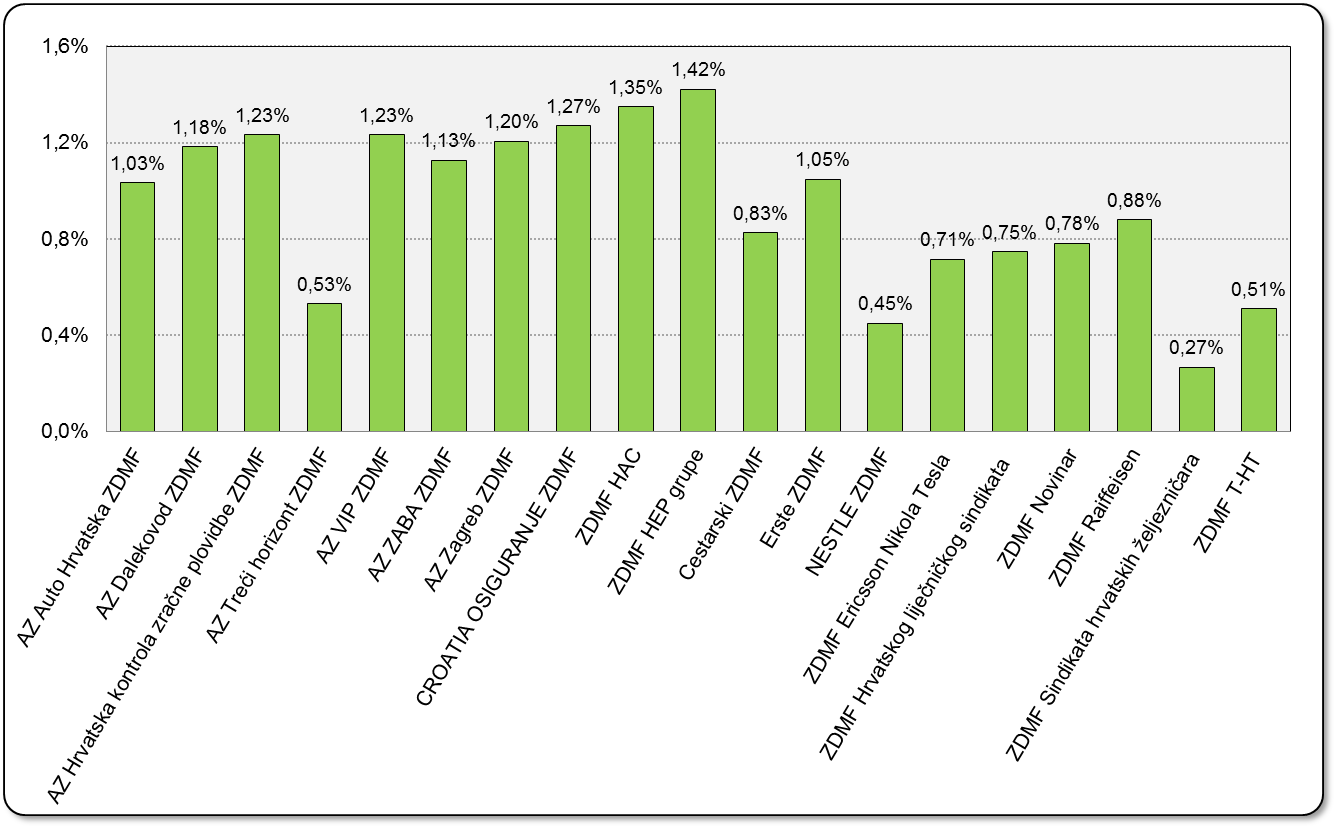 1,6%
1,2%
0,8%
0,4%
0,0%
1,03%
1,18%
1,23%
0,53%
1,23%
1,13%
1,20%
1,27%
1,35%
1,42%
0,83%
1,05%
0,45%
0,71%
0,75%
0,78%
0,88%
0,27%
0,51%
AZ Auto Hrvatska ZDMF
AZ Dalekovod ZDMF
AZ Hrvatska kontrola zračne plovidbe ZDMF
AZ Treći horizont ZDMF
AZ VIP ZDMF
AZ ZABA ZDMF
AZ Zagreb ZDMF
CROATIA OSIGURANJE ZDMF
ZDMF HAC
ZDMF HEP grupe
Cestarski ZDMF
Erste ZDMF
NESTLE ZDMF
ZDMF Ericsson Nikola Tesla
ZDMF Hrvatskog liječničkog sindikata
ZDMF Novinar
ZDMF Raiffeisen
ZDMF Sindikata hrvatskih željezničara
ZDMF T-HT